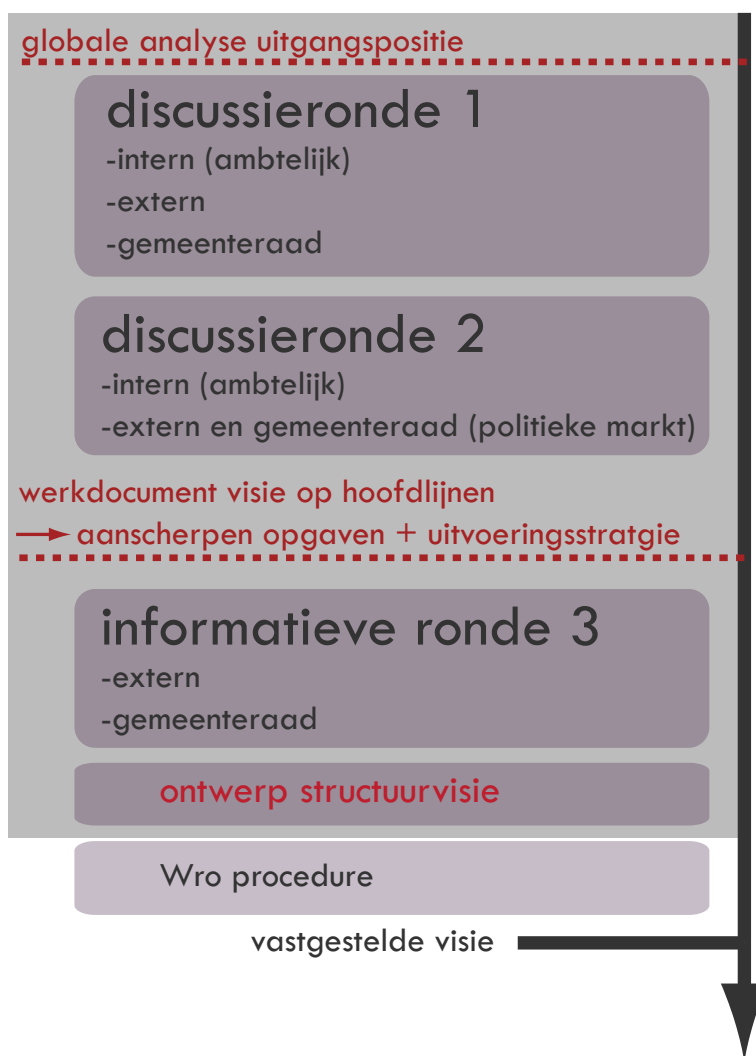 globale analyse uitgangspositie
discussieronde 1
-intern (ambtelijk)
-extern
-gemeenteraad
discussieronde 2
-intern (ambtelijk)
-extern en gemeenteraad (politieke markt)
werkdocument visie op hoofdlijnen
aanscherpen opgaven + uitvoeringsstratgie
informatieve ronde 3
-extern
-gemeenteraad
ontwerp structuurvisie
Wro procedure
vastgestelde visie